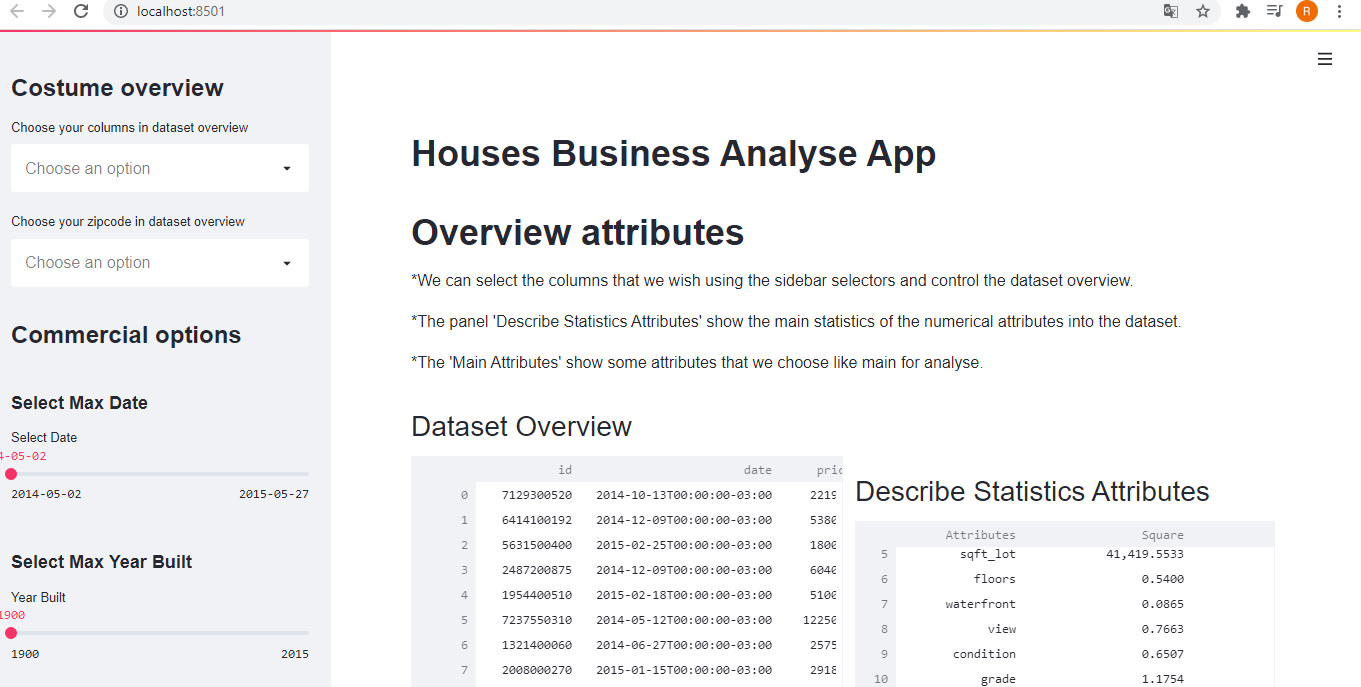 localhost:8501
R
Costume overview
Choose your columns in dataset overview
Choose an option
Choose your zipcode in dataset overview
Choose an option
Commercial options
Select Max Date
Select Date
4-05-02
2014-05-02 2015-05-27
Select Max Year Built
Year Built
1900
1900 2015
Houses Business Analyse App
Overview attributes
*We can select the columns that we wish using the sidebar selectors and control the dataset overview.
*The panel 'Describe Statistics Attributes' show the main statistics of the numerical attributes into the dataset.
*The 'Main Attributes' show some attributes that we choose like main for analyse.
Dataset Overview
id date pric
0 7129300520 2014-10-13T00:00:00-03:00 2219
1 6414100192 2014-12-09T00:00:00-03:00 5380
2 5631500400 2015-02-25T00:00:00-03:00 1800
3 2487200875 2014-12-09T00:00:00-03:00 6040
4 1954400510 2015-02-18T00:00:00-03:00 5100
5 7237550310 2014-05-12T00:00:00-03:00 12250
6 1321400060 2014-06-27T00:00:00-03:00 2575
7 2008000270 2015-01-15T00:00:00-03:00 2918
Describe Statistics Attributes
Attributes Square
5 sqft_lot 41,419.5533
6 floors 0.5400
7 waterfront 0.0865
8 view 0.7663
9 condition 0.6507
10 grade 1.1754